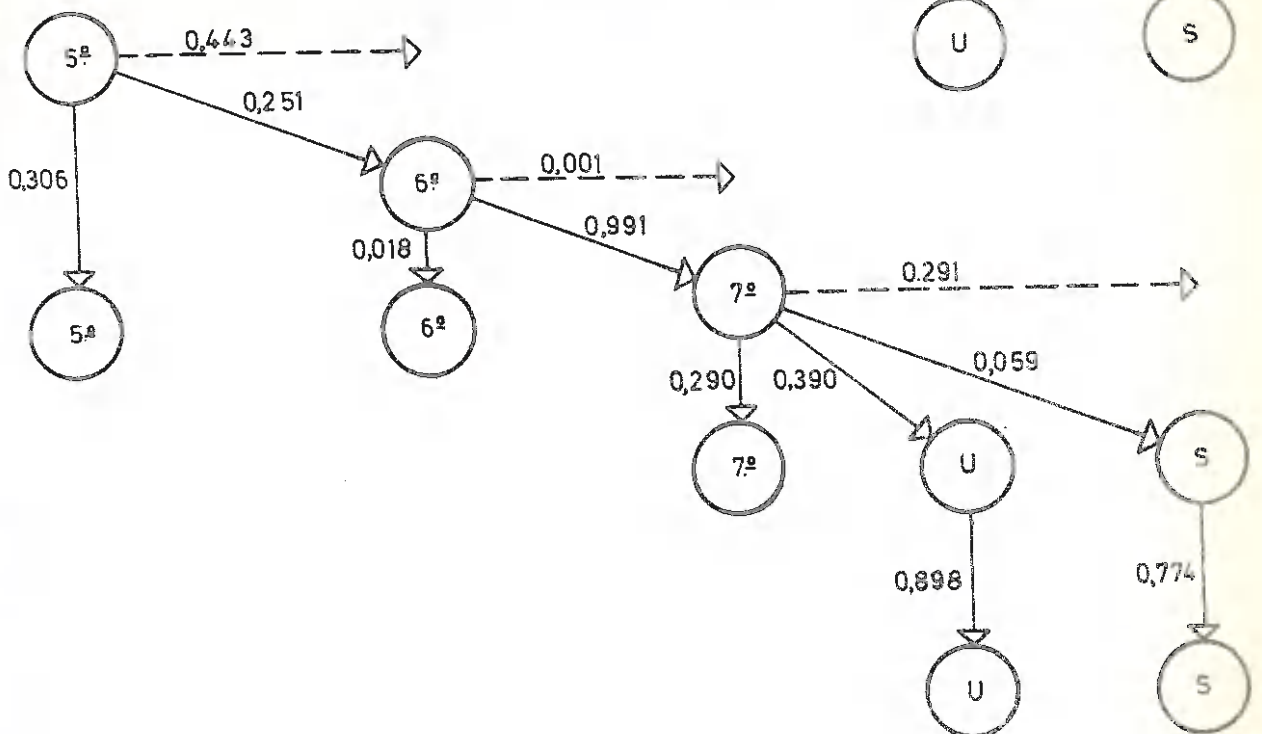 5º 0,443 U S
0,251
0,306 6º 0,001
0,991
0,018 7º 0.291
5º 6º 0,059
0,290 0,390
7º U S
0,898 0,774
U S